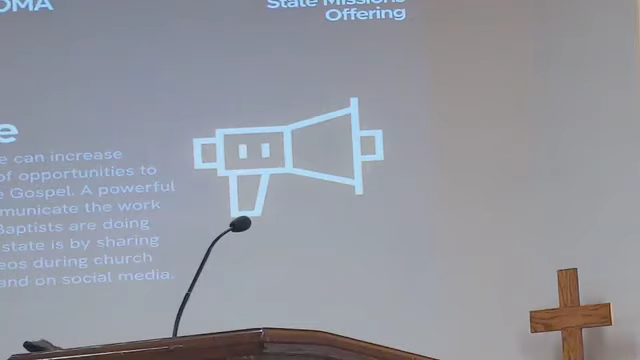 OMA
State Missions
Offering
e
e can increase
of opportunities to
e Gospel. A powerful
municate the work
Baptists are doing
state is by sharing
eos during church
and on social media.